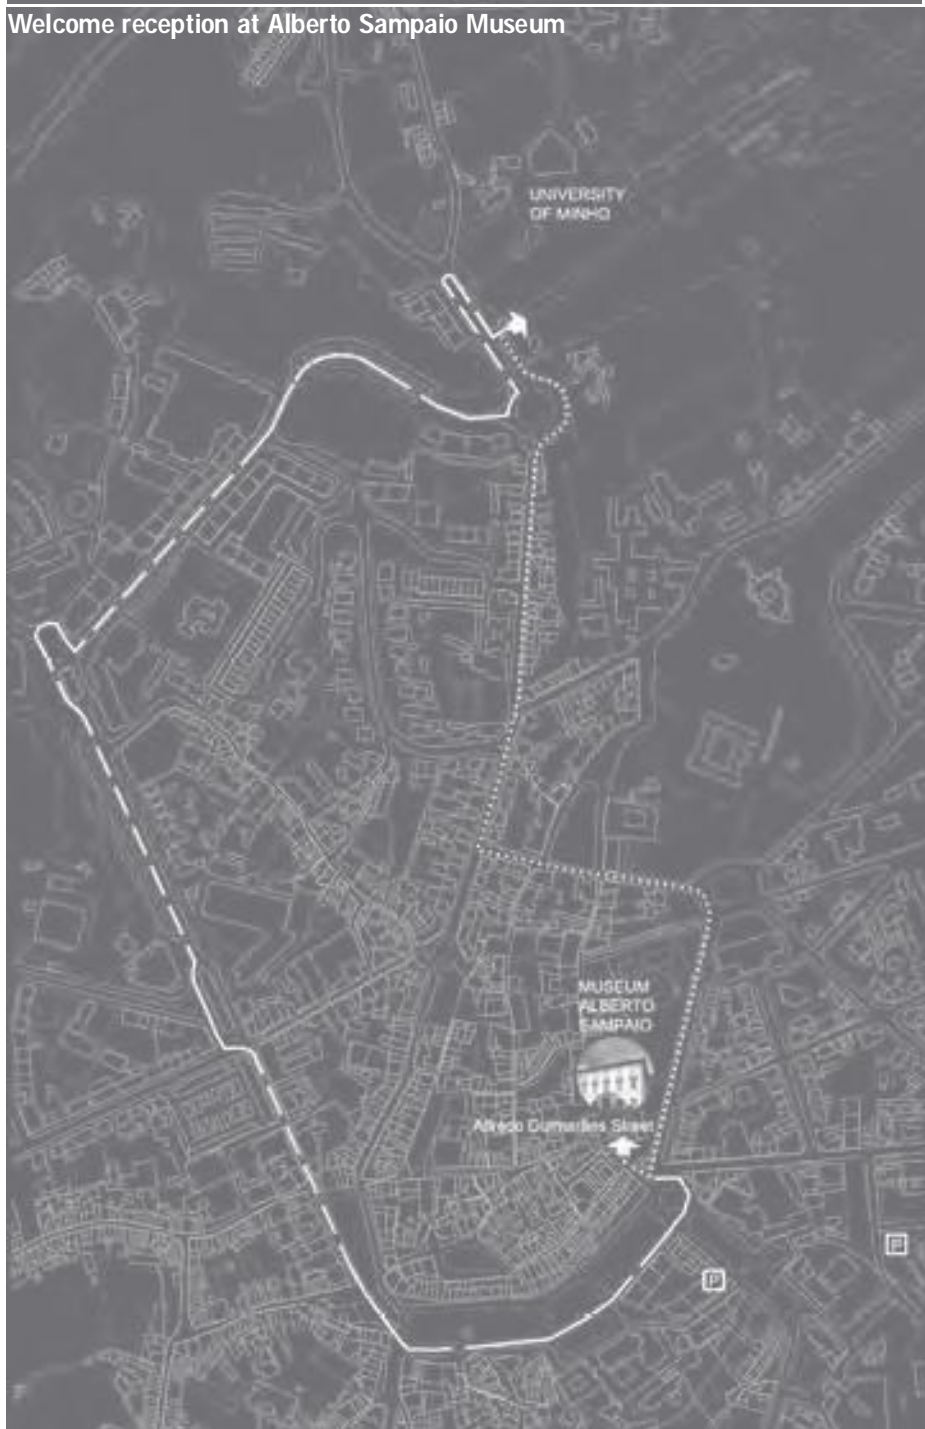 Welcome reception at Alberto Sampaio Museum
UNIVERSITY
OF MINHO
MUSEUM
ALBERTO
SAMPAIO
Alfredo Guimarães Street
P
P